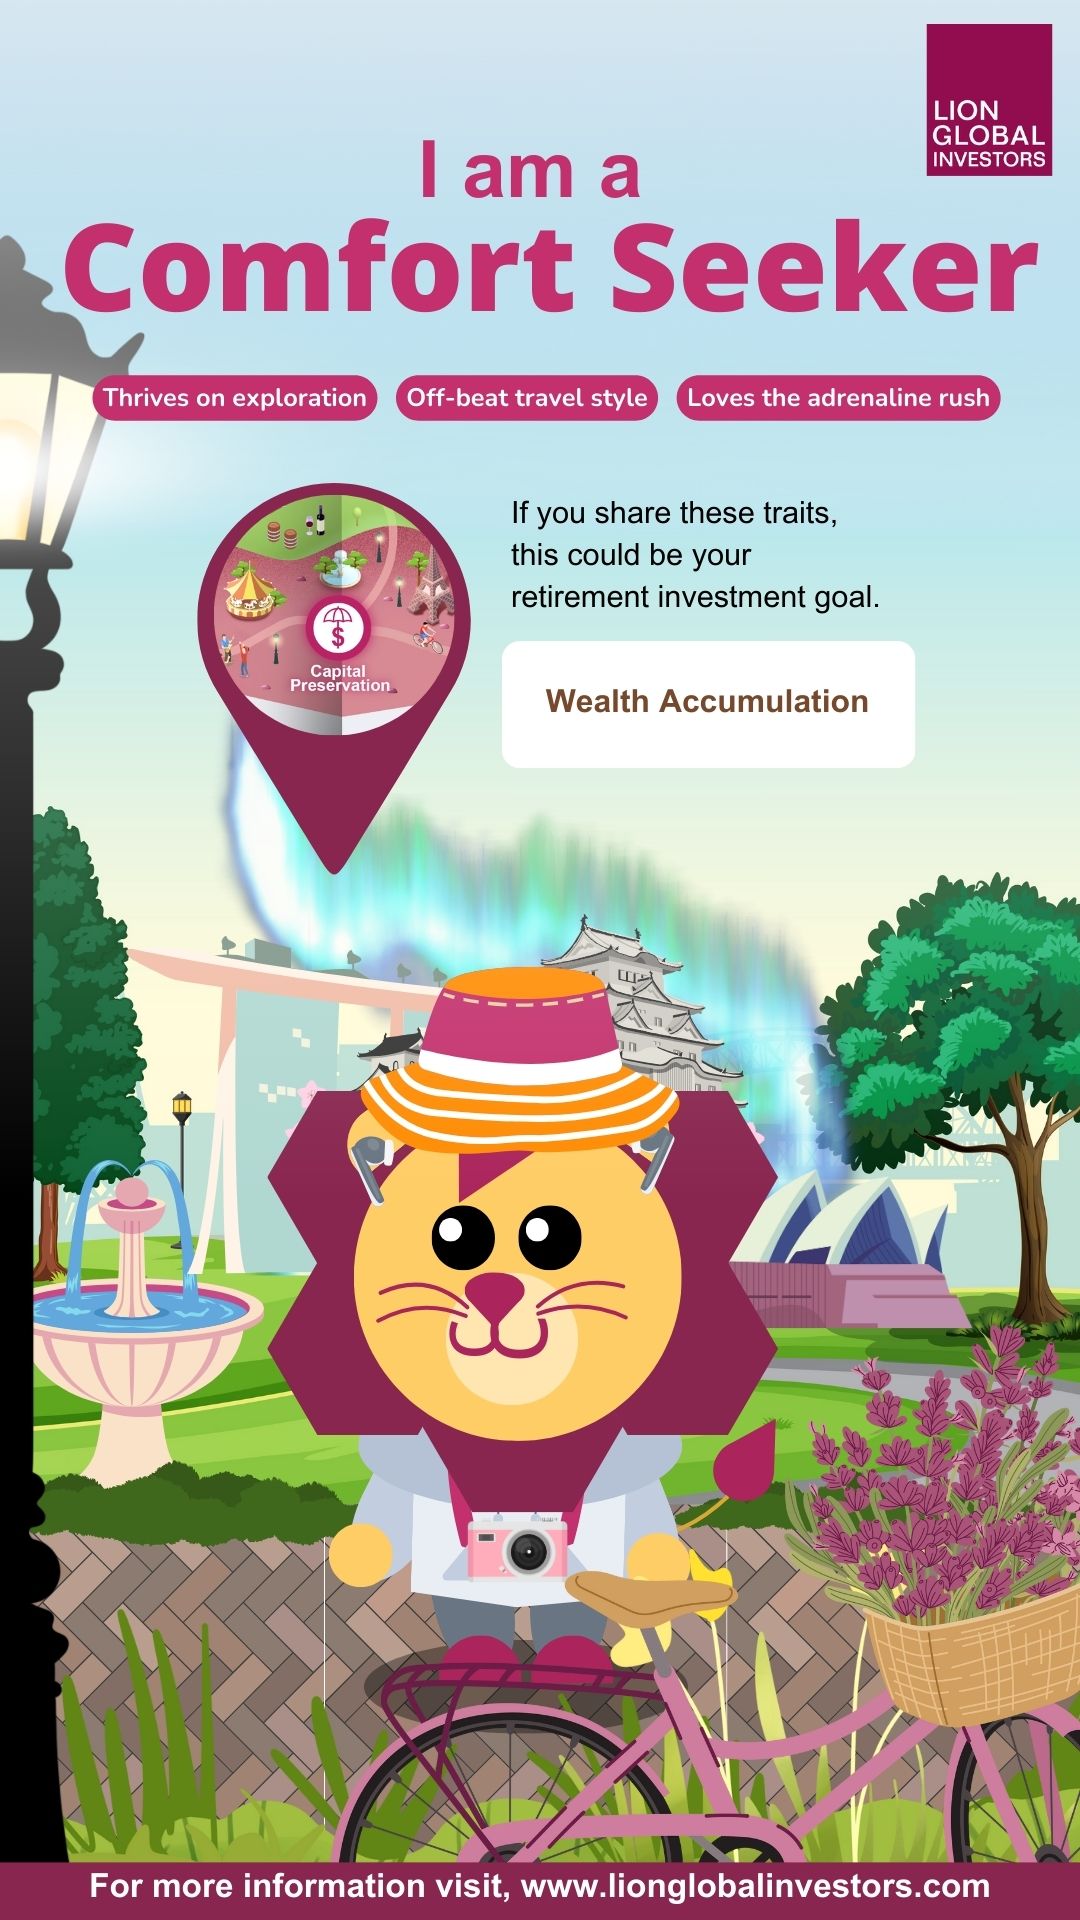 LION
GLOBAL
INVESTORS
I am a
Comfort Seeker
Thrives on exploration
Off-beat travel style
Loves the adrenaline rush
If you share these traits,
this could be your
retirement investment goal.
$
Capital
Preservation
Wealth Accumulation
For more information visit, www.lionglobalinvestors.com